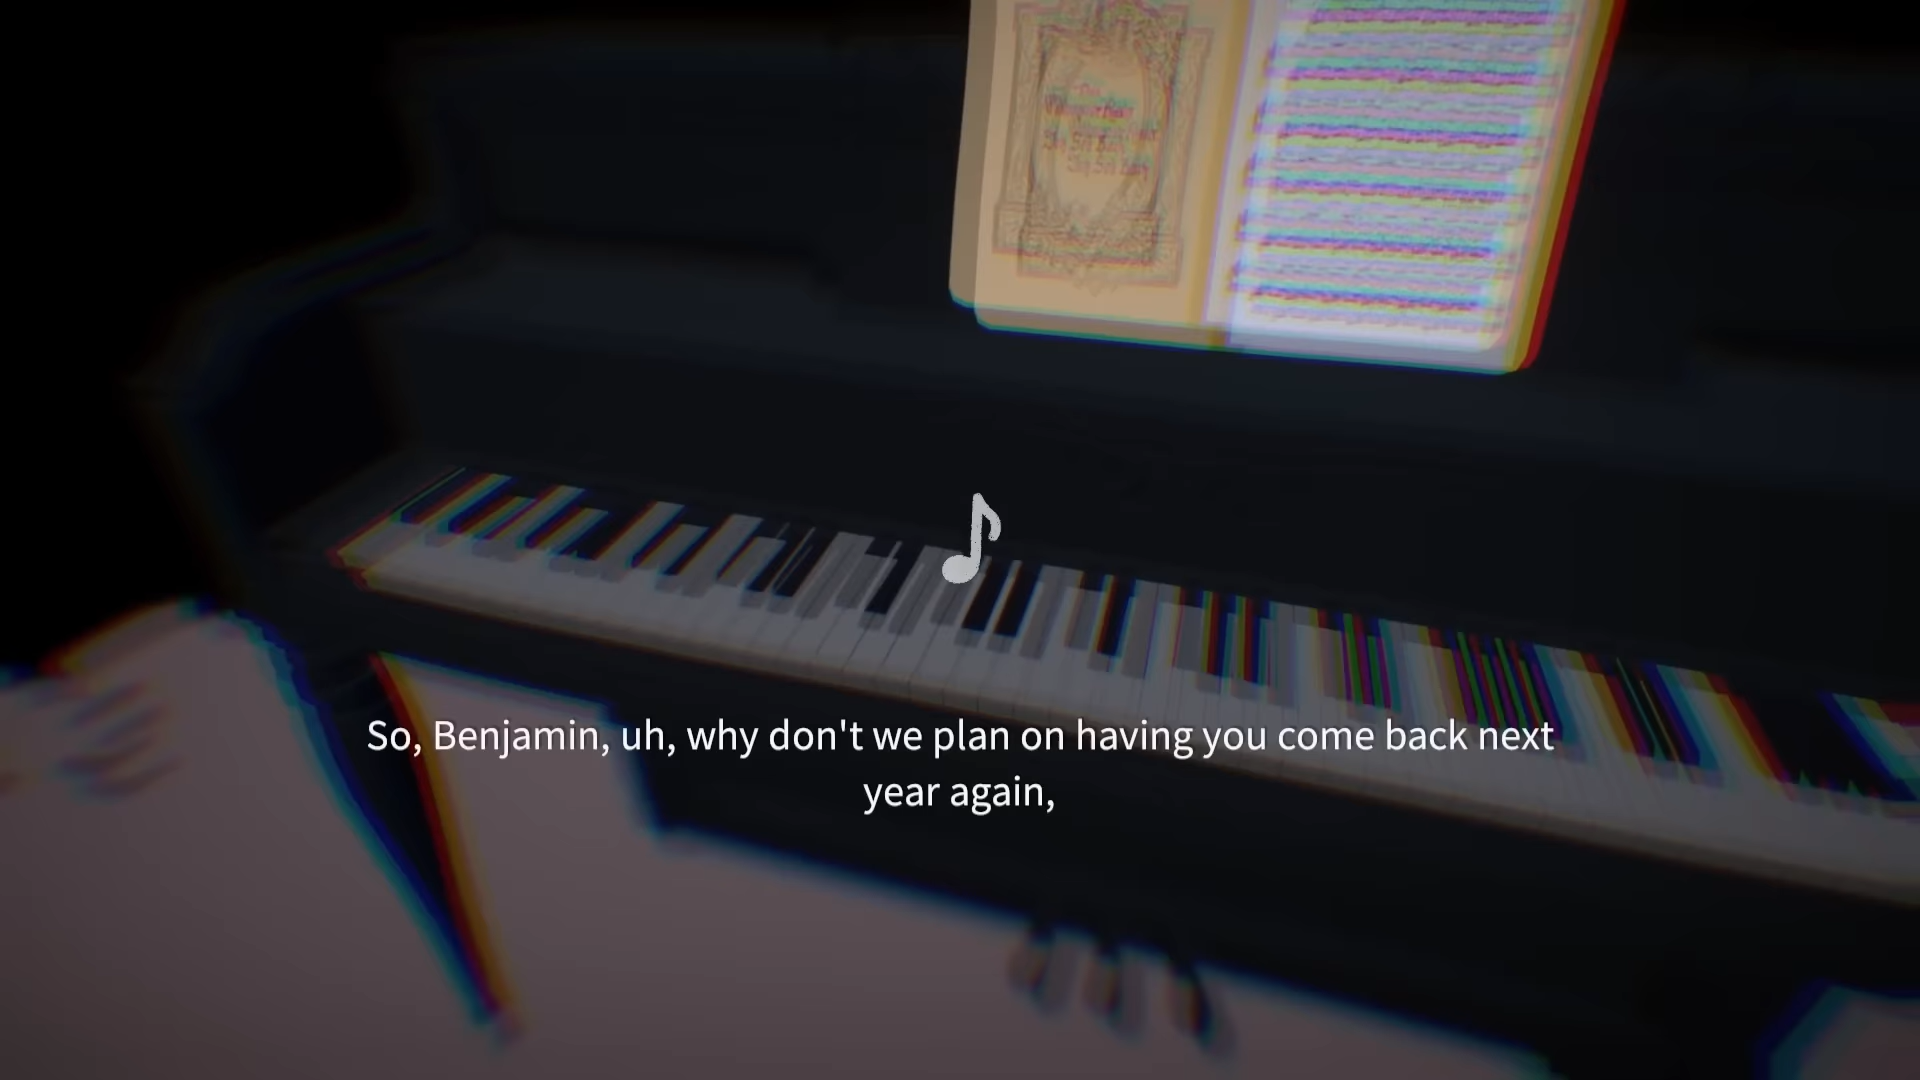 So, Benjamin, uh, why don't we plan on having you come back next
year again,